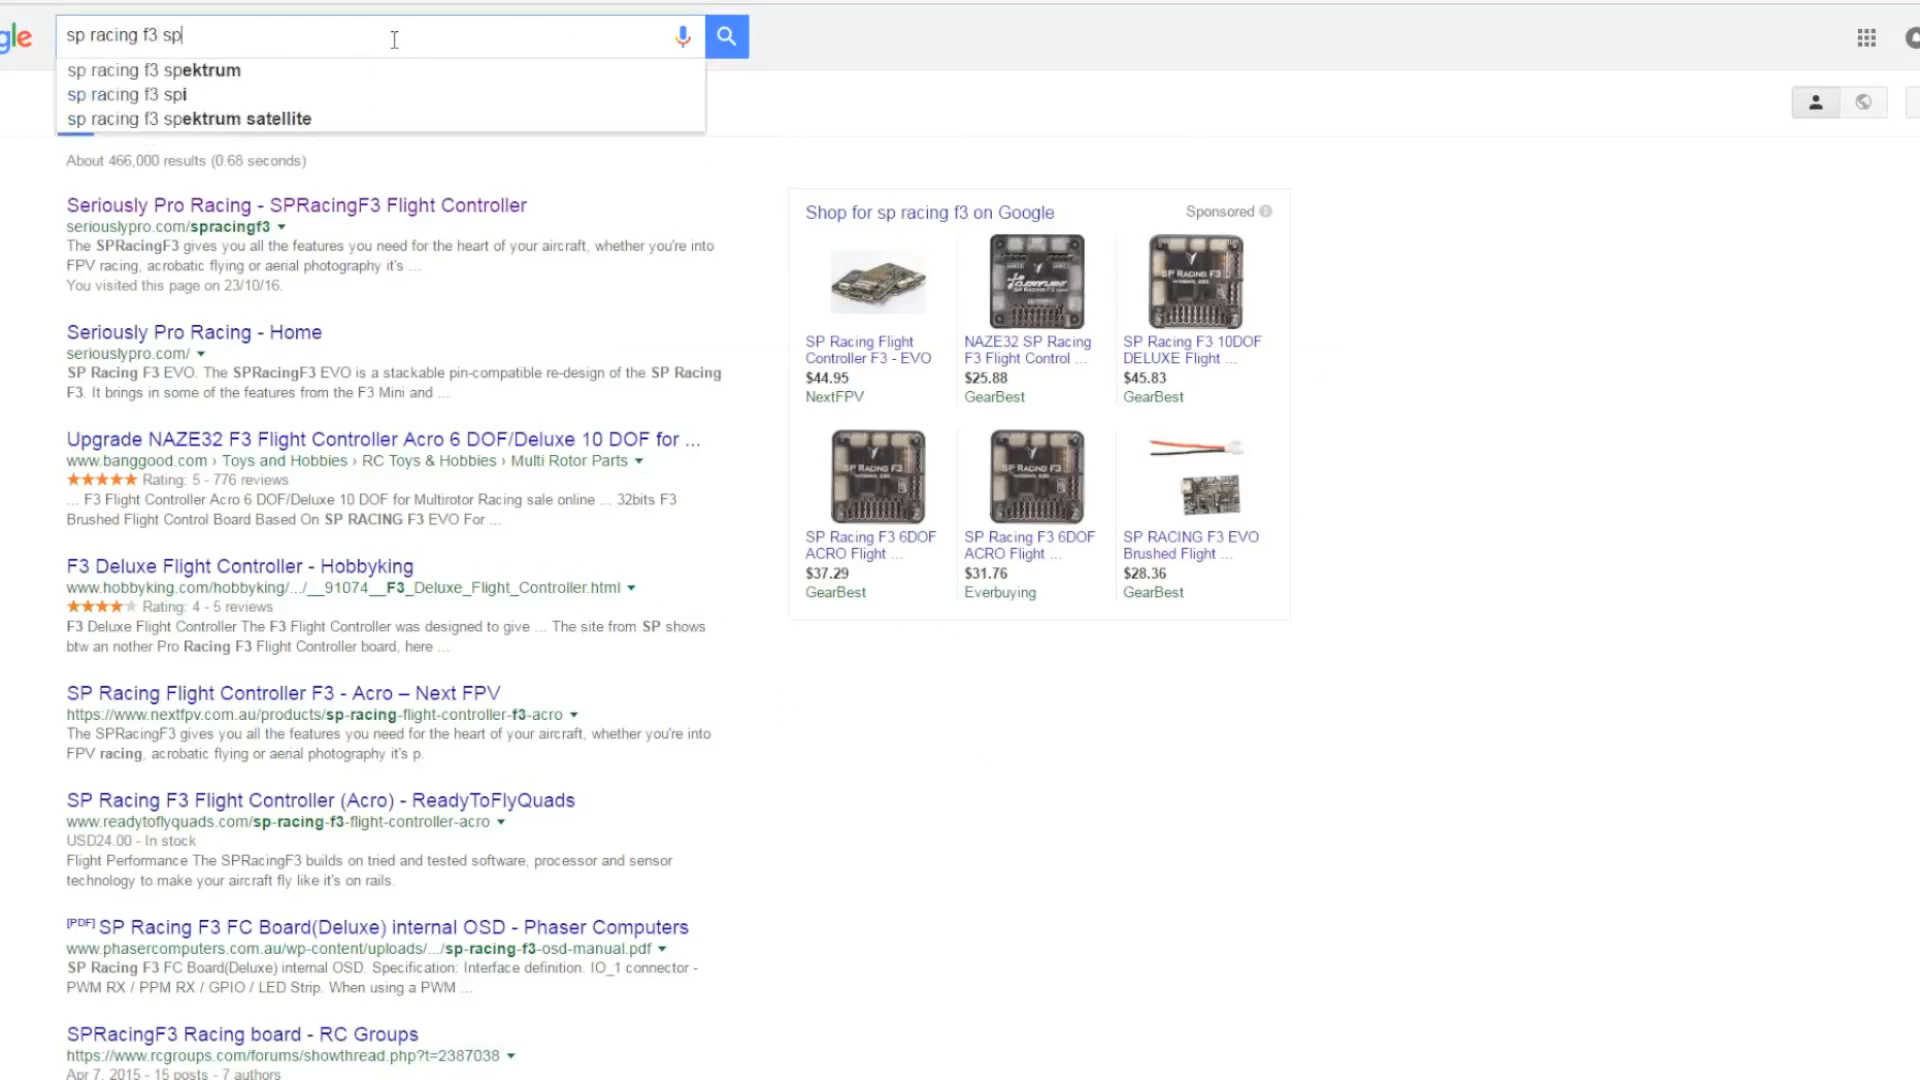 gle
sp racing f3 sp
sp racing f3 spektrum
sp racing f3 spi
sp racing f3 spektrum satellite
About 466,000 results (0.68 seconds)
Seriously Pro Racing - SPRacingF3 Flight Controller
seriouslypro.com/spracingf3
The SPRacingF3 gives you all the features you need for the heart of your aircraft, whether you're into
FPV racing, acrobatic flying or aerial photography it's ...
You visited this page on 23/10/16.
Seriously Pro Racing - Home
seriouslypro.com/
SP Racing F3 EVO. The SPRacingF3 EVO is a stackable pin-compatible re-design of the SP Racing
F3. It brings in some of the features from the F3 Mini and ...
Upgrade NAZE32 F3 Flight Controller Acro 6 DOF/Deluxe 10 DOF for ...
www.banggood.com › Toys and Hobbies › RC Toys & Hobbies › Multi Rotor Parts
Rating: 5 - 776 reviews
... F3 Flight Controller Acro 6 DOF/Deluxe 10 DOF for Multirotor Racing sale online ... 32bits F3
Brushed Flight Control Board Based On SP RACING F3 EVO For ...
F3 Deluxe Flight Controller - Hobbyking
www.hobbyking.com/hobbyking/.../__91074__F3_Deluxe_Flight_Controller.html
Rating: 4 - 5 reviews
F3 Deluxe Flight Controller The F3 Flight Controller was designed to give ... The site from SP shows
btw an nother Pro Racing F3 Flight Controller board, here ...
SP Racing Flight Controller F3 - Acro – Next FPV
https://www.nextfpv.com.au/products/sp-racing-flight-controller-f3-acro
The SPRacingF3 gives you all the features you need for the heart of your aircraft, whether you're into
FPV racing, acrobatic flying or aerial photography it's p.
SP Racing F3 Flight Controller (Acro) - ReadyToFlyQuads
www.readytoflyquads.com/sp-racing-f3-flight-controller-acro
USD24.00 - In stock
Flight Performance The SPRacingF3 builds on tried and tested software, processor and sensor
technology to make your aircraft fly like it's on rails.
[PDF] SP Racing F3 FC Board(Deluxe) internal OSD - Phaser Computers
www.phasercomputers.com.au/wp-content/uploads/.../sp-racing-f3-osd-manual.pdf
SP Racing F3 FC Board(Deluxe) internal OSD. Specification: Interface definition. IO_1 connector -
PWM RX / PPM RX / GPIO / LED Strip. When using a PWM ...
SPRacingF3 Racing board - RC Groups
https://www.rcgroups.com/forums/showthread.php?t=2387038
Apr 7, 2015 - 15 posts - 7 authors
Shop for sp racing f3 on Google
Sponsored
SP RACING F3
SP Racing Flight
Controller F3 - EVO
$44.95
NextFPV
NAZE32 SP Racing
F3 Flight Control ...
$25.88
GearBest
SP Racing F3 10DOF
DELUXE Flight ...
$45.83
GearBest
SP RACING F3
SP RACING F3
SP Racing F3 6DOF
ACRO Flight ...
$37.29
GearBest
SP Racing F3 6DOF
ACRO Flight ...
$31.76
Everbuying
SP RACING F3 EVO
Brushed Flight ...
$28.36
GearBest